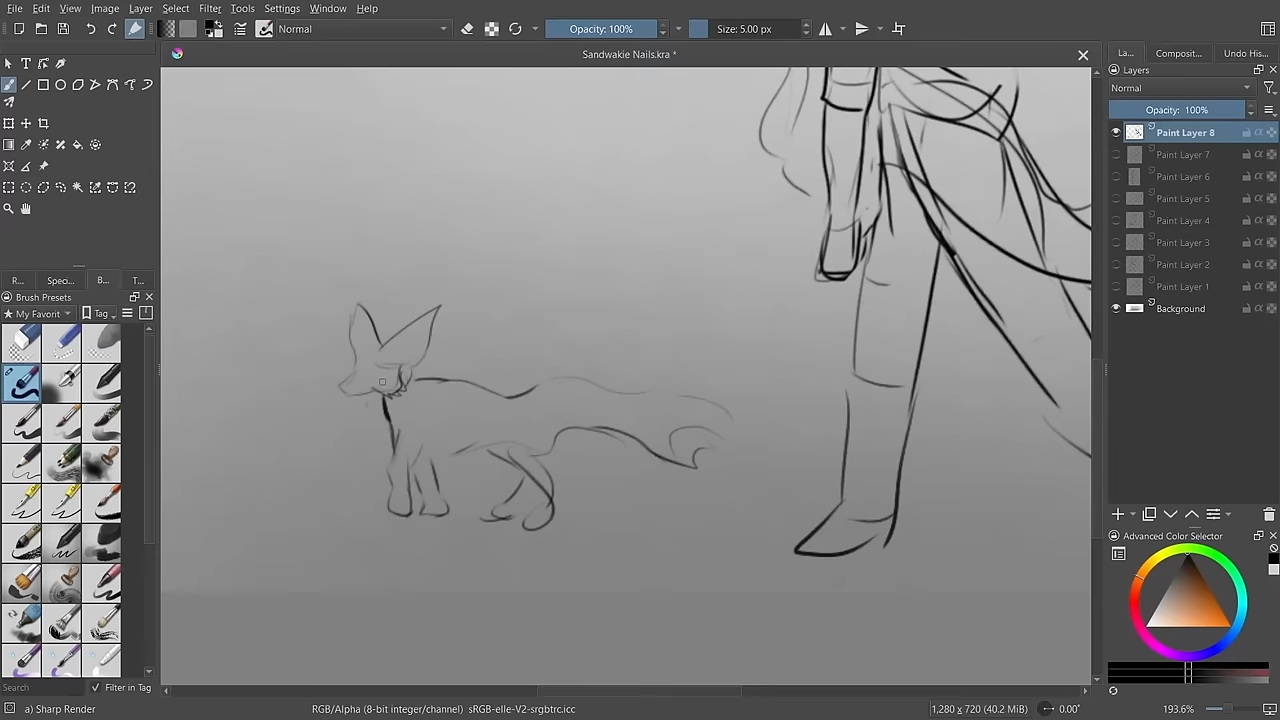 File Edit View Image Layer Select Filter Tools Settings Window Help
Normal
Opacity: 100%
Size: 5.00 px
Sandwakie Nails.kra *
La...
Composit...
Undo His...
Layers
Normal
Opacity: 100%
Paint Layer 8
Paint Layer 7
Paint Layer 6
Paint Layer 5
Paint Layer 4
Paint Layer 3
Paint Layer 2
Paint Layer 1
Background
R...
Speci...
B...
T...
Brush Presets
★ My Favorit
Tag
Advanced Color Selector
Search
Filter in Tag
a) Sharp Render
RGB/Alpha (8-bit integer/channel) sRGB-elle-V2-srgbtrc.icc
1,280 x 720 (40.2 MiB)
0.00°
193.6%